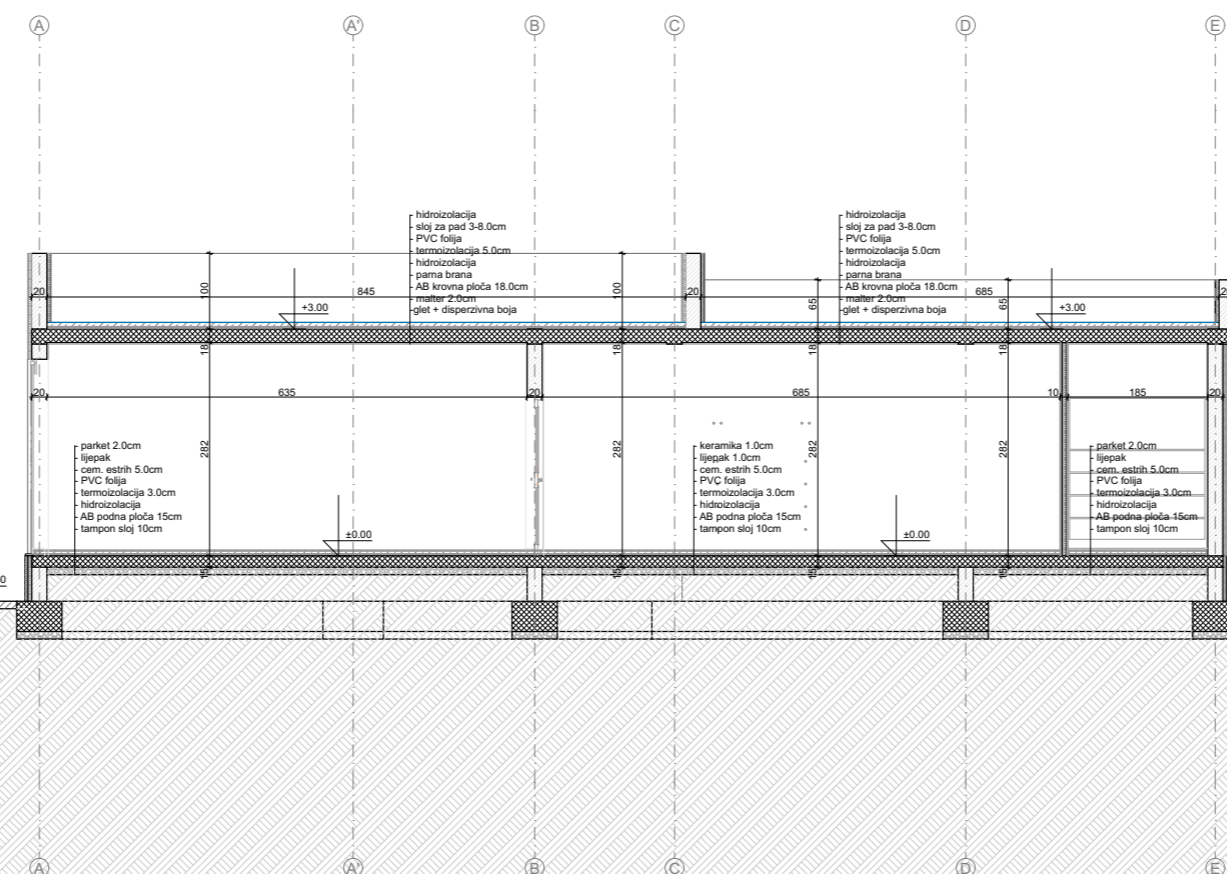 A A' B C D E
hidroizolacija
sloj za pad 3-8.0cm
PVC folija
termoizolacija 5.0cm
hidroizolacija
parna brana
AB krovna ploča 18.0cm
malter 2.0cm
glet + disperzivna boja
hidroizolacija
sloj za pad 3-8.0cm
PVC folija
termoizolacija 5.0cm
hidroizolacija
parna brana
AB krovna ploča 18.0cm
malter 2.0cm
glet + disperzivna boja
20 845 20 685
100 100 65 65
+3.00 +3.00
18 18 18 18
20 635 20 685 10 185 20
282 282 282 282
parket 2.0cm
lijepak
cem. estrih 5.0cm
PVC folija
termoizolacija 3.0cm
hidroizolacija
AB podna ploča 15cm
tampon sloj 10cm
keramika 1.0cm
lijepak 1.0cm
cem. estrih 5.0cm
PVC folija
termoizolacija 3.0cm
hidroizolacija
AB podna ploča 15cm
tampon sloj 10cm
parket 2.0cm
lijepak
cem. estrih 5.0cm
PVC folija
termoizolacija 3.0cm
hidroizolacija
AB podna ploča 15cm
tampon sloj 10cm
±0.00 ±0.00
15 15 15 15
A A' B C D E